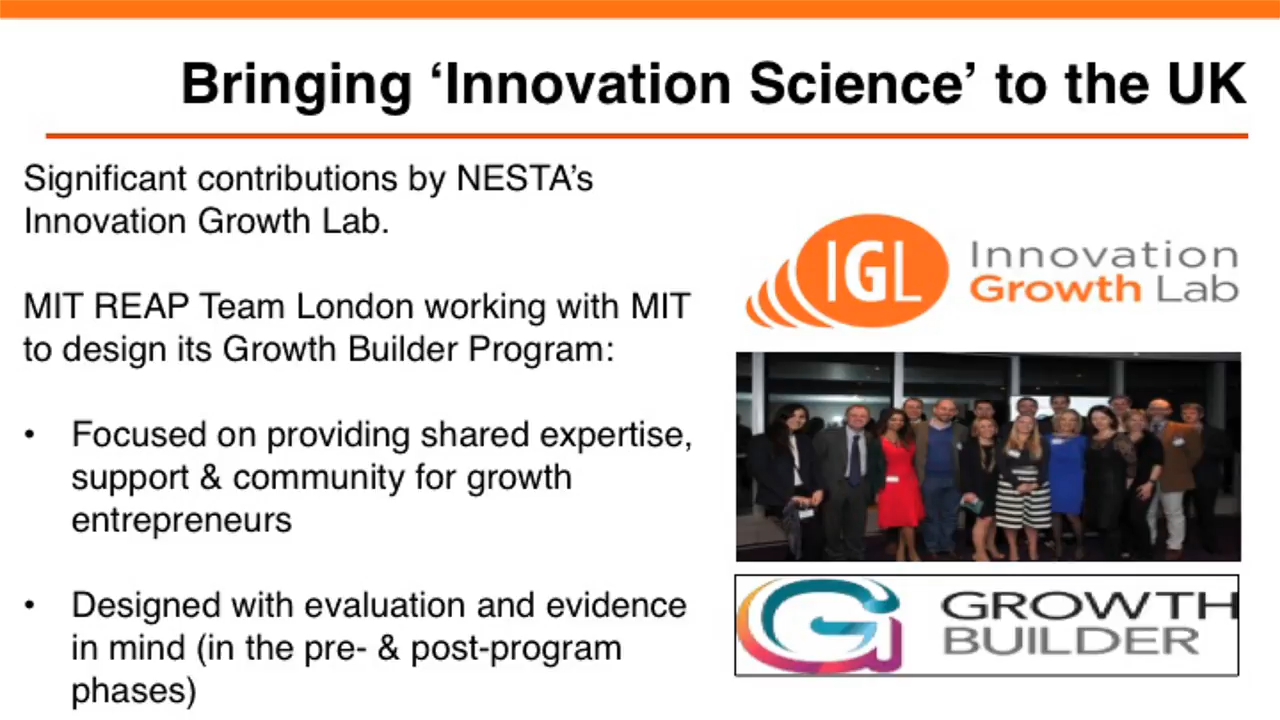 Bringing ‘Innovation Science’ to the UK
Significant contributions by NESTA’s
Innovation Growth Lab.
MIT REAP Team London working with MIT
to design its Growth Builder Program:
• Focused on providing shared expertise,
support & community for growth
entrepreneurs
• Designed with evaluation and evidence
in mind (in the pre- & post-program
phases)
IGL
Innovation
Growth Lab
G
GROWTH
BUILDER